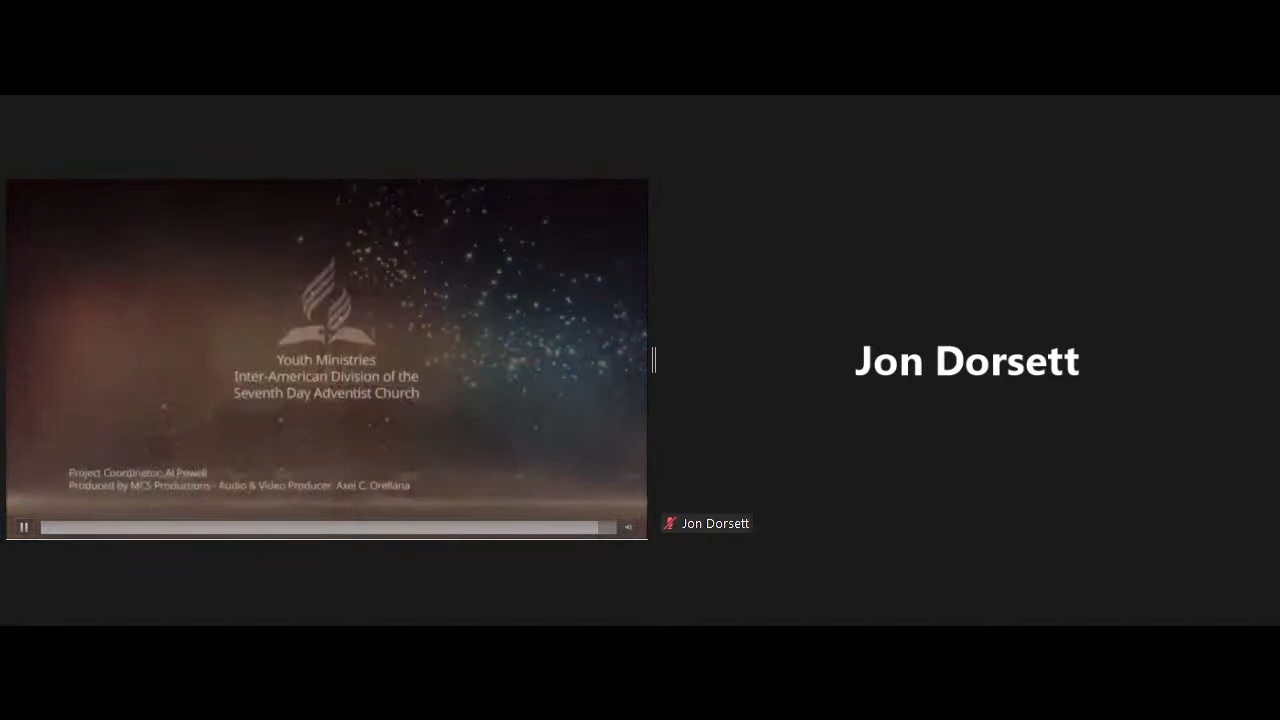 Youth Ministries
Inter-American Division of the
Seventh Day Adventist Church
Project Coordinator: Al Powell
Produced by MCS Productions - Audio & Video Producer: Axel C. Orellana
Jon Dorsett
Jon Dorsett